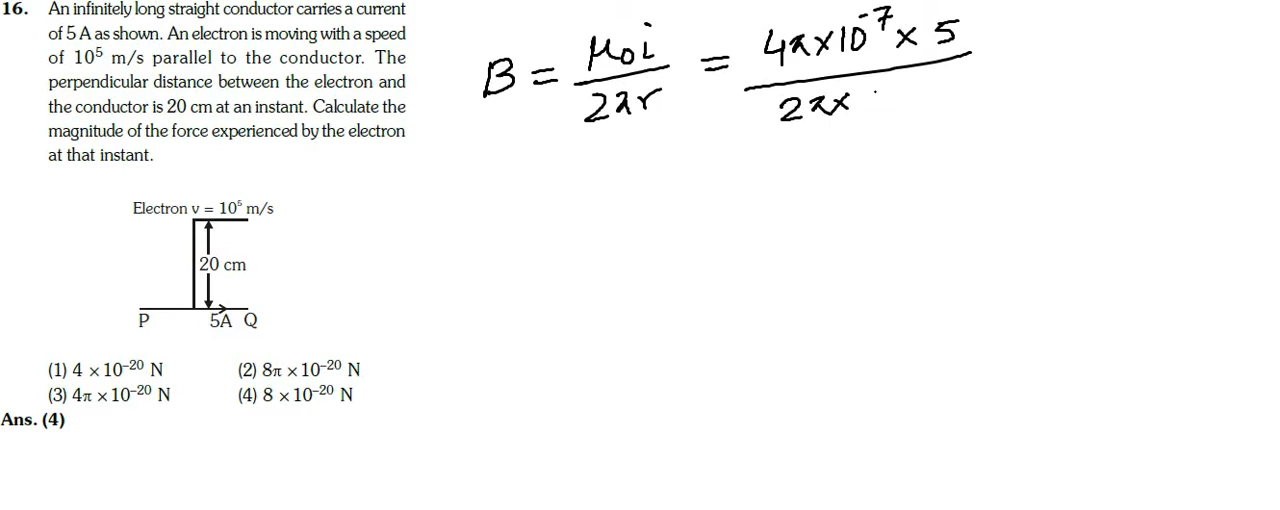 16. An infinitely long straight conductor carries a current
of 5 A as shown. An electron is moving with a speed
of 10⁵ m/s parallel to the conductor. The
perpendicular distance between the electron and
the conductor is 20 cm at an instant. Calculate the
magnitude of the force experienced by the electron
at that instant.
Electron v = 10⁵ m/s
20 cm
P 5A Q
(1) 4 × 10⁻²⁰ N (2) 8π × 10⁻²⁰ N
(3) 4π × 10⁻²⁰ N (4) 8 × 10⁻²⁰ N
Ans. (4)
B = μ₀i / 2πr = 4π×10⁻⁷ × 5 / 2π×